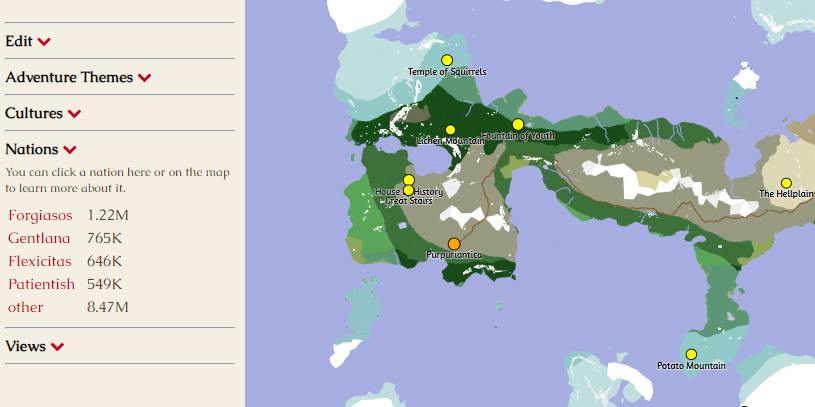 Edit
Adventure Themes
Cultures
Nations
You can click a nation here or on the map
to learn more about it.
Forgiasos 1.22M
Gentlana 765K
Flexicitas 646K
Patientish 549K
other 8.47M
Views
Temple of Squirrels
Lichen Mountain
Fountain of Youth
House History
Great Stairs
The Hellplain
Purpuriantica
Potato Mountain